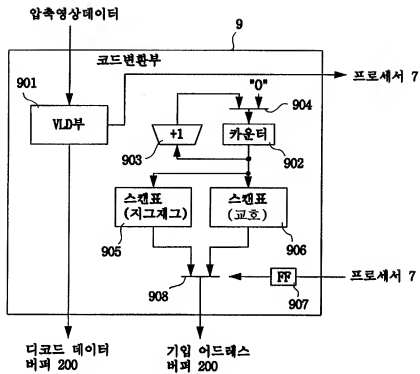 압축영상데이터
9
코드변환부
901
VLD부
프로세서 7
"0"
904
+1
903
카운터
902
스캔표
(지그재그)
905
스캔표
(교호)
906
908
FF
907
프로세서 7
디코드 데이터
버퍼 200
기입 어드레스
버퍼 200